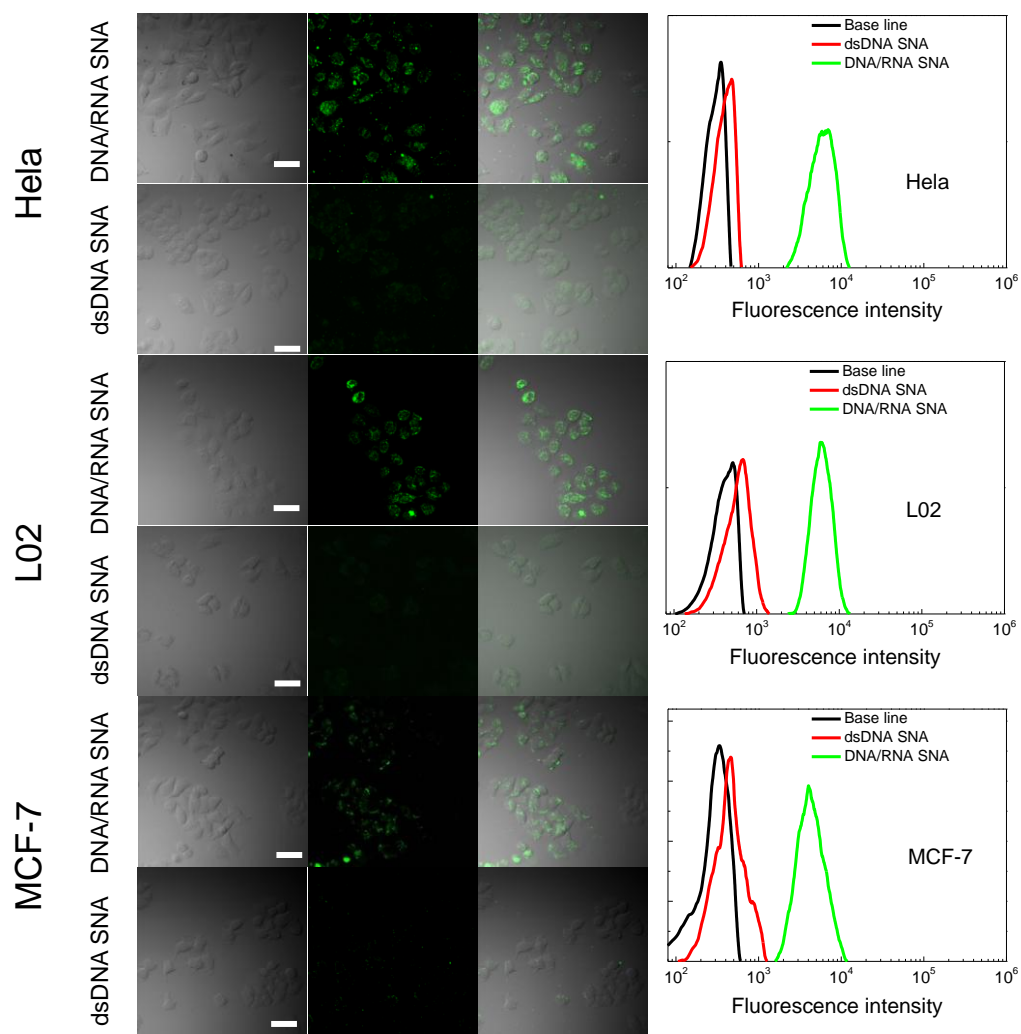 Hela
DNA/RNA SNA
dsDNA SNA
Base line
dsDNA SNA
DNA/RNA SNA
Hela
10² 10³ 10⁴ 10⁵ 10⁶
Fluorescence intensity
L02
DNA/RNA SNA
dsDNA SNA
Base line
dsDNA SNA
DNA/RNA SNA
L02
10² 10³ 10⁴ 10⁵ 10⁶
Fluorescence intensity
MCF-7
DNA/RNA SNA
dsDNA SNA
Base line
dsDNA SNA
DNA/RNA SNA
MCF-7
10² 10³ 10⁴ 10⁵ 10⁶
Fluorescence intensity